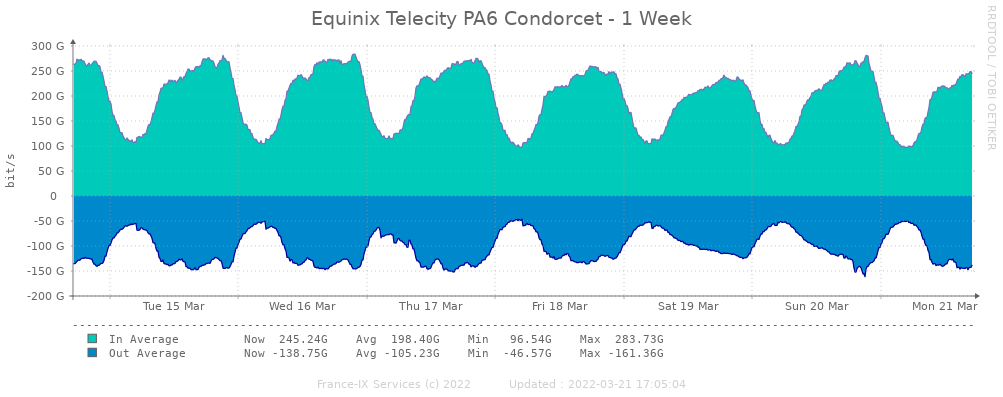 Equinix Telecity PA6 Condorcet - 1 Week
RRDTOOL / TOBI OETIKER
bit/s
300 G
250 G
200 G
150 G
100 G
50 G
0
-50 G
-100 G
-150 G
-200 G
Tue 15 Mar Wed 16 Mar Thu 17 Mar Fri 18 Mar Sat 19 Mar Sun 20 Mar Mon 21 Mar
In Average Now 245.24G Avg 198.40G Min 96.54G Max 283.73G
Out Average Now -138.75G Avg -105.23G Min -46.57G Max -161.36G
France-IX Services (c) 2022 Updated : 2022-03-21 17:05:04